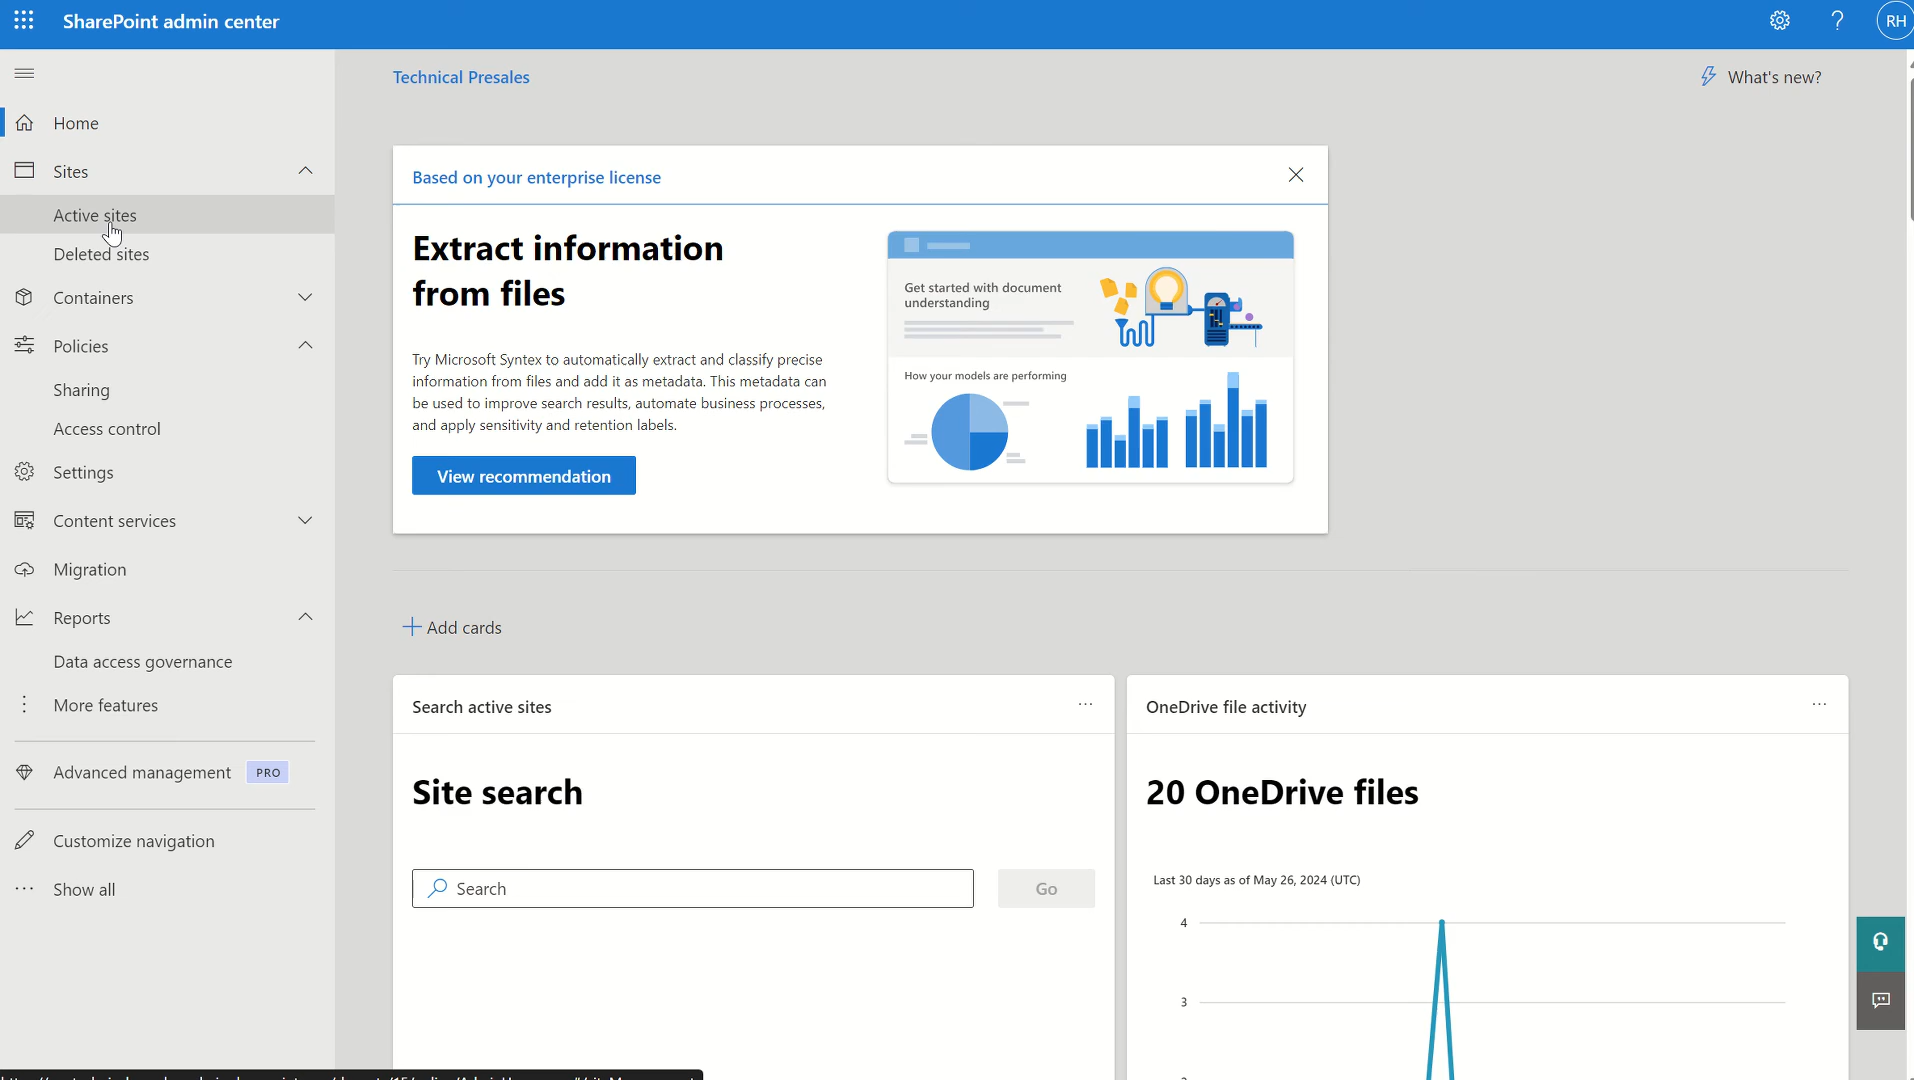 SharePoint admin center
RH
Home
Sites
Active sites
Deleted sites
Containers
Policies
Sharing
Access control
Settings
Content services
Migration
Reports
Data access governance
More features
Advanced management PRO
Customize navigation
Show all
Technical Presales
What's new?
Based on your enterprise license
Extract information
from files
Try Microsoft Syntex to automatically extract and classify precise
information from files and add it as metadata. This metadata can
be used to improve search results, automate business processes,
and apply sensitivity and retention labels.
View recommendation
Get started with document
understanding
How your models are performing
Add cards
Search active sites
Site search
Search
Go
OneDrive file activity
20 OneDrive files
Last 30 days as of May 26, 2024 (UTC)
4
3